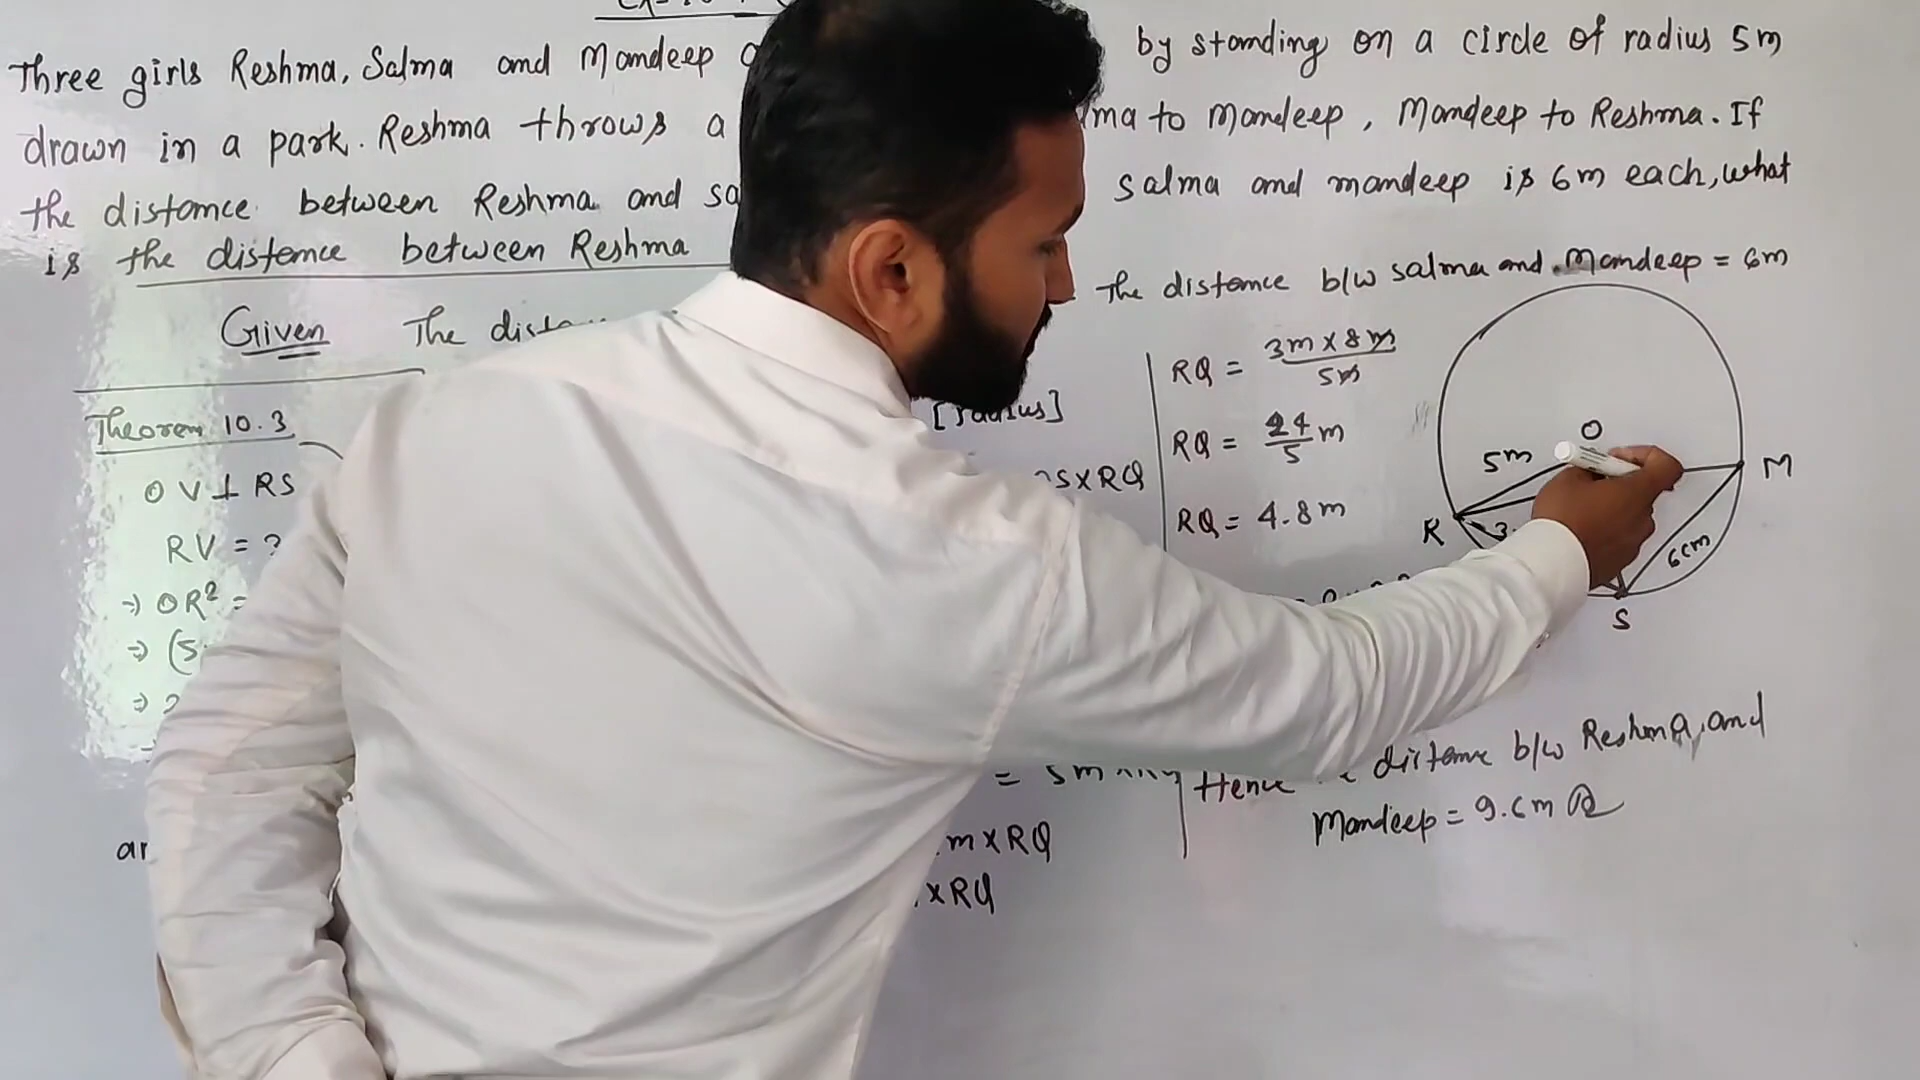 Three girls Reshma, Salma and Mandeep by standing on a circle of radius 5m
drawn in a park. Reshma throws a ma to Mandeep, Mandeep to Reshma. If
the distance between Reshma and sa Salma and mandeep is 6m each, what
is the distance between Reshma
The distance b/w salma and Mandeep = 6m
Given The dist
Theorem 10.3
OV⊥RS
RV = ?
→ OR² =
→ (5
→ 2
ar
[radius]
OS×RQ
= 5m
m×RQ
×RQ
RQ = 3m×8m/5m
RQ = 24/5 m
RQ = 4.8m
Hence distance b/w Reshma, and
Mandeep = 9.6m
O
5m
M
R
3.
6cm
S